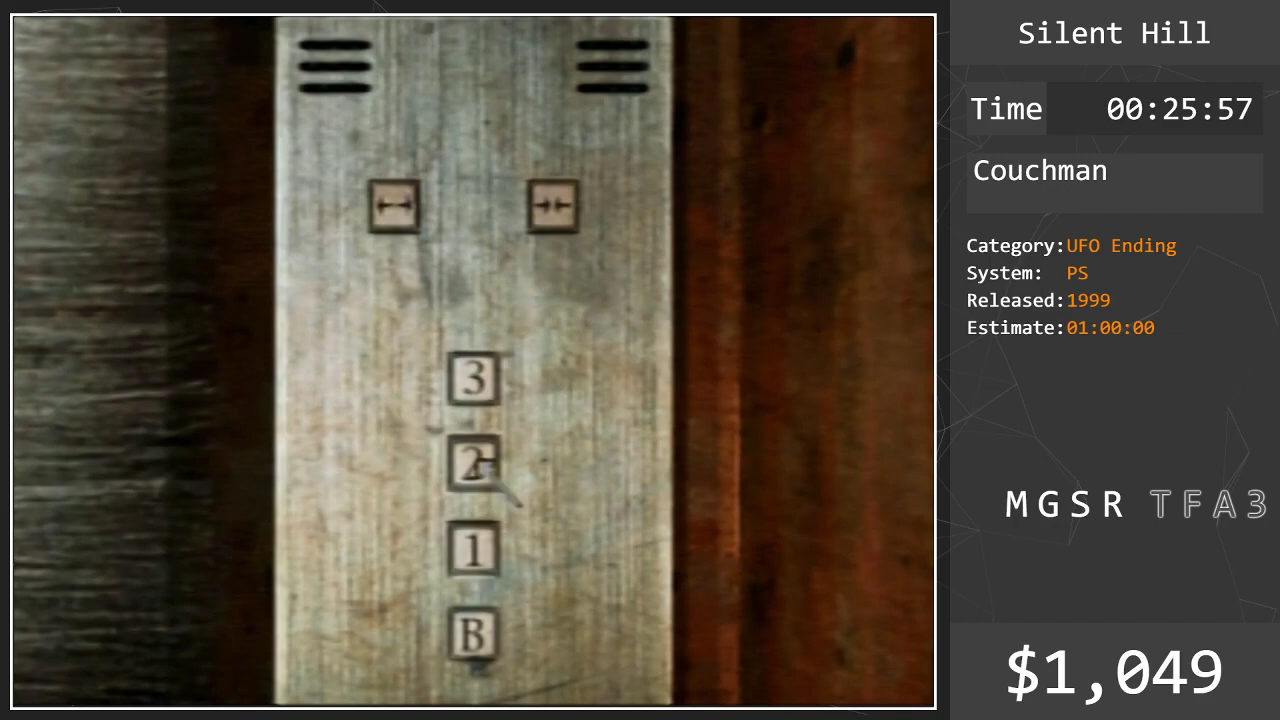 3
2
1
B
Silent Hill
Time 00:25:57
Couchman
Category:UFO Ending
System: PS
Released:1999
Estimate:01:00:00
MGSR TFA3
$1,049